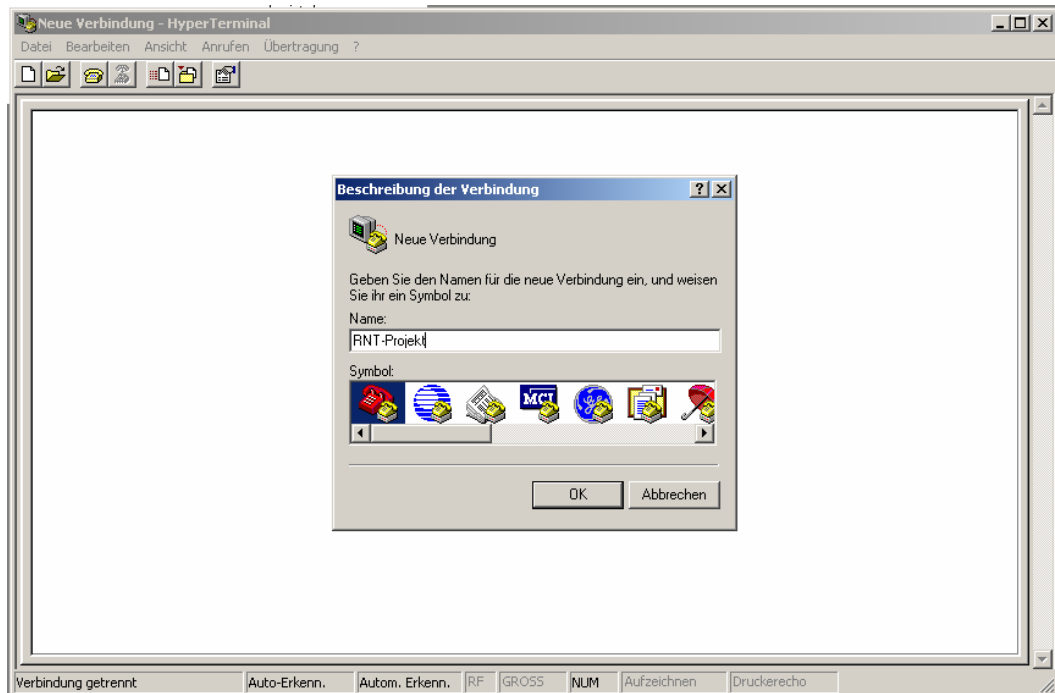 Neue Verbindung - HyperTerminal
Datei Bearbeiten Ansicht Anrufen Übertragung ?
Beschreibung der Verbindung
Neue Verbindung
Geben Sie den Namen für die neue Verbindung ein, und weisen
Sie ihr ein Symbol zu:
Name:
RNT-Projekt
Symbol:
MCI
OK Abbrechen
Verbindung getrennt Auto-Erkenn. Autom. Erkenn. RF GROSS NUM Aufzeichnen Druckerecho